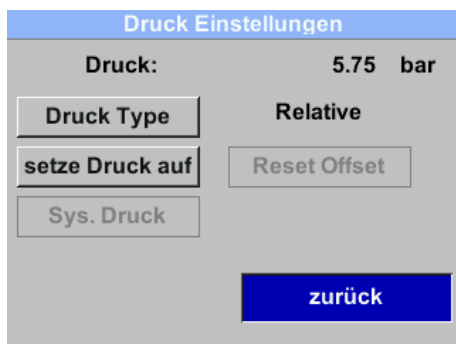 Druck Einstellungen
Druck: 5.75 bar
Druck Type Relative
setze Druck auf Reset Offset
Sys. Druck
zurück